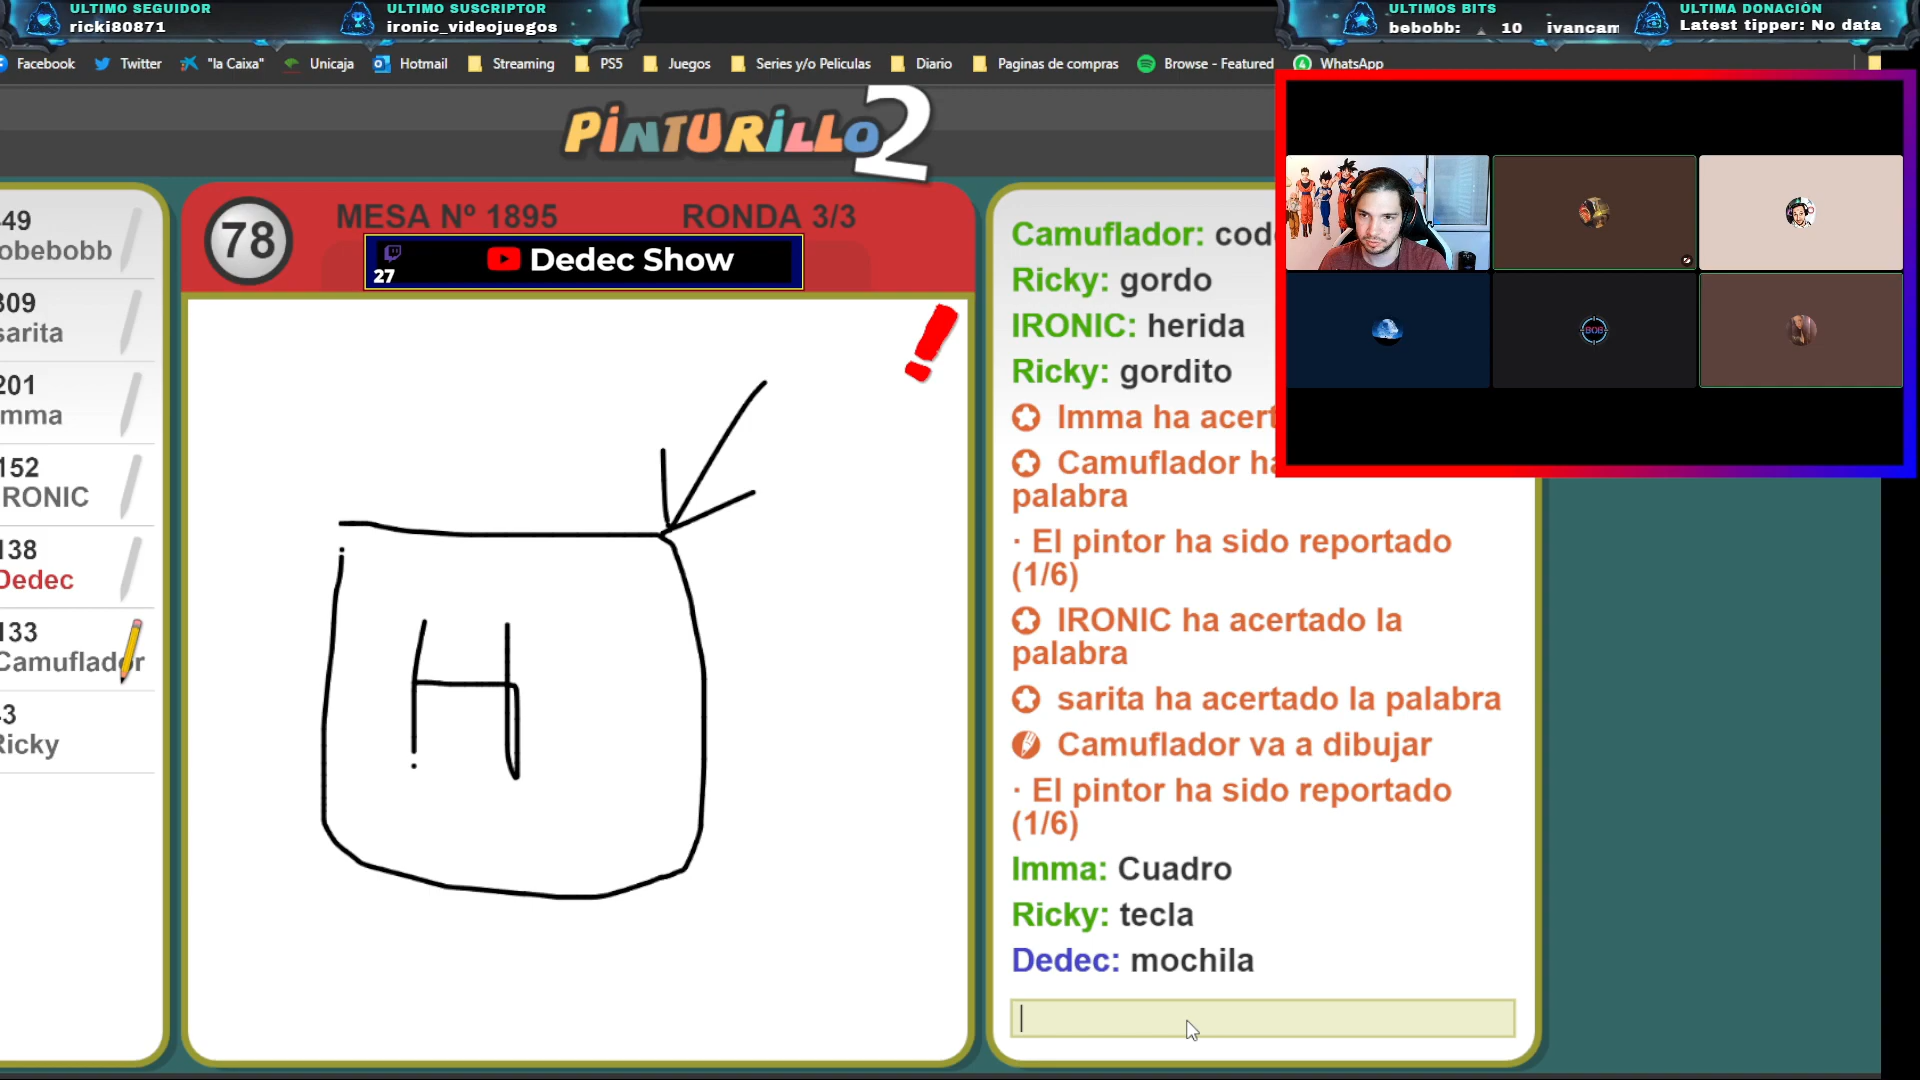 ULTIMO SEGUIDOR
ricki80871
ULTIMO SUSCRIPTOR
ironic_videojuegos
ULTIMOS BITS
bebobb: 10 ivancam
ULTIMA DONACIÓN
Latest tipper: No data
Facebook Twitter "la Caixa" Unicaja Hotmail Streaming PS5 Juegos Series y/o Peliculas Diario Paginas de compras Browse - Featured WhatsApp
PiNTURiLLo 2
49
obebobb
309
sarita
201
mma
152
IRONIC
138
Dedec
133
Camuflador
3
Ricky
78
MESA Nº 1895
RONDA 3/3
27
Dedec Show
!
H
Camuflador: cod
Ricky: gordo
IRONIC: herida
Ricky: gordito
Imma ha acert
Camuflador ha
palabra
· El pintor ha sido reportado
(1/6)
IRONIC ha acertado la
palabra
sarita ha acertado la palabra
Camuflador va a dibujar
· El pintor ha sido reportado
(1/6)
Imma: Cuadro
Ricky: tecla
Dedec: mochila
BOB